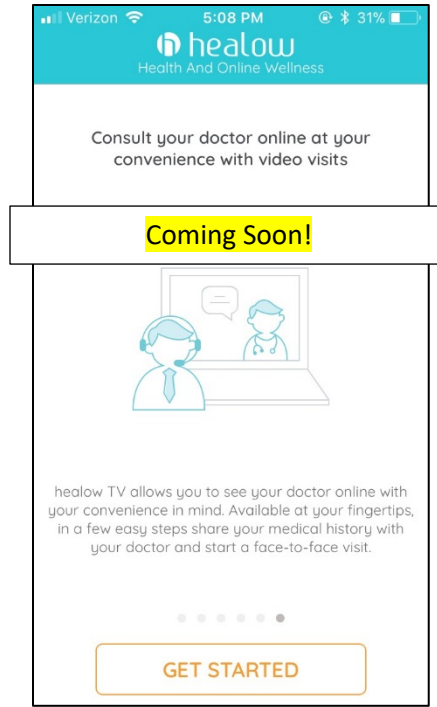 Verizon 5:08 PM 31%
healow
Health And Online Wellness
Consult your doctor online at your
convenience with video visits
Coming Soon!
healow TV allows you to see your doctor online with
your convenience in mind. Available at your fingertips,
in a few easy steps share your medical history with
your doctor and start a face-to-face visit.
GET STARTED